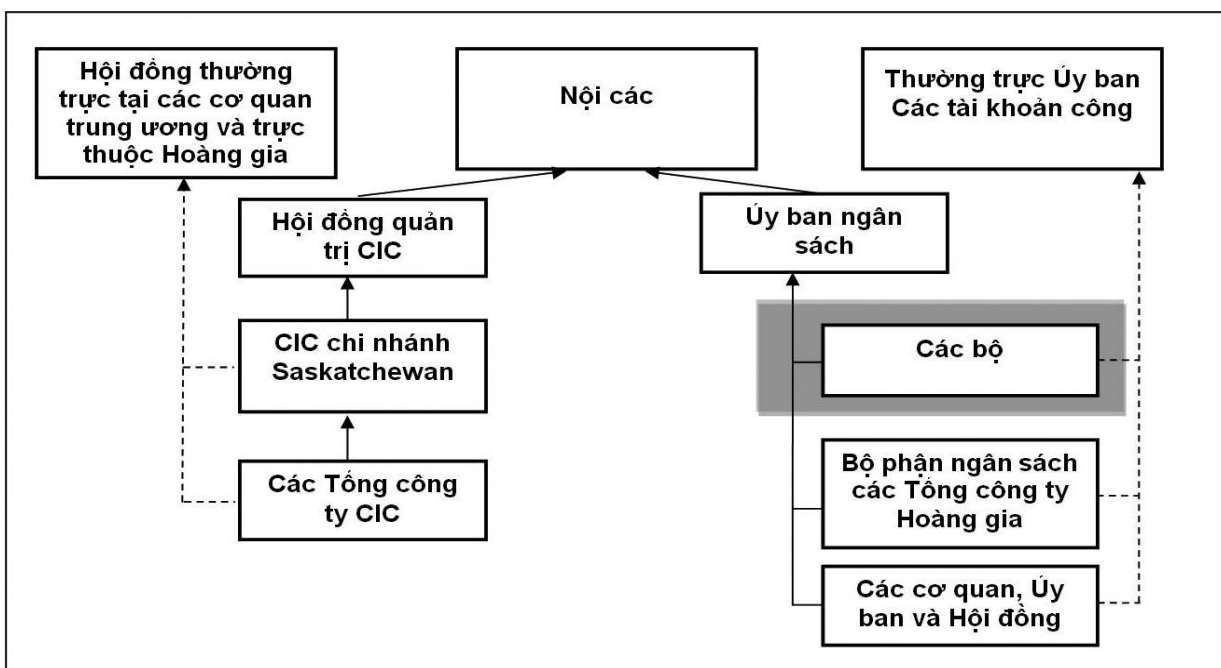 Hội đồng thường
trực tại các cơ quan
trung ương và trực
thuộc Hoàng gia
Nội các
Thường trực Úy ban
Các tài khoản công
Hội đồng quản
trị CIC
Úy ban ngân
sách
CIC chi nhánh
Saskatchewan
Các bộ
Các Tổng công
ty CIC
Bộ phận ngân sách
các Tổng công ty
Hoàng gia
Các cơ quan, Úy
ban và Hội đồng